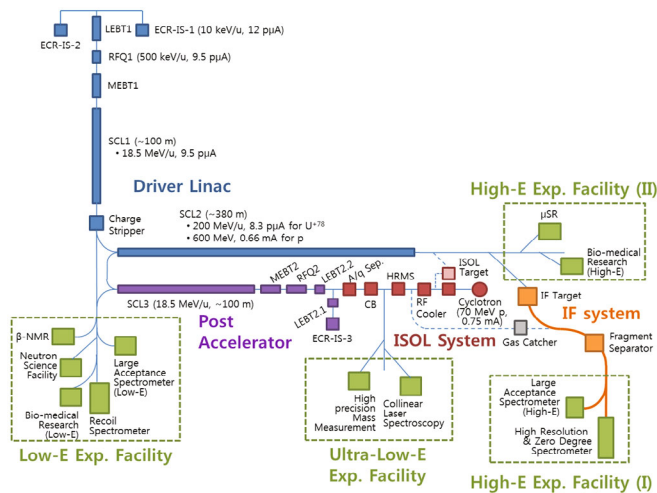 LEBT1
ECR-IS-1 (10 keV/u, 12 pµA)
ECR-IS-2
RFQ1 (500 keV/u, 9.5 pµA)
MEBT1
SCL1 (~100 m)
• 18.5 MeV/u, 9.5 pµA
Driver Linac
Charge
Stripper
SCL2 (~380 m)
• 200 MeV/u, 8.3 pµA for U+78
• 600 MeV, 0.66 mA for p
High-E Exp. Facility (II)
µSR
Bio-medical
Research
(High-E)
MEBT2
RFQ2
LEBT2.2
A/q Sep.
HRMS
ISOL
Target
SCL3 (18.5 MeV/u, ~100 m)
LEBT2.1
CB
RF
Cooler
Cyclotron
(70 MeV p,
0.75 mA)
IF Target
Post
Accelerator
ECR-IS-3
ISOL System
Gas Catcher
IF system
Fragment
Separator
β-NMR
Neutron
Science
Facility
Large
Acceptance
Spectrometer
(Low-E)
Bio-medical
Research
(Low-E)
Recoil
Spectrometer
Low-E Exp. Facility
High
precision
Mass
Measurement
Collinear
Laser
Spectroscopy
Ultra-Low-E
Exp. Facility
Large
Acceptance
Spectrometer
(High-E)
High Resolution
& Zero Degree
Spectrometer
High-E Exp. Facility (I)